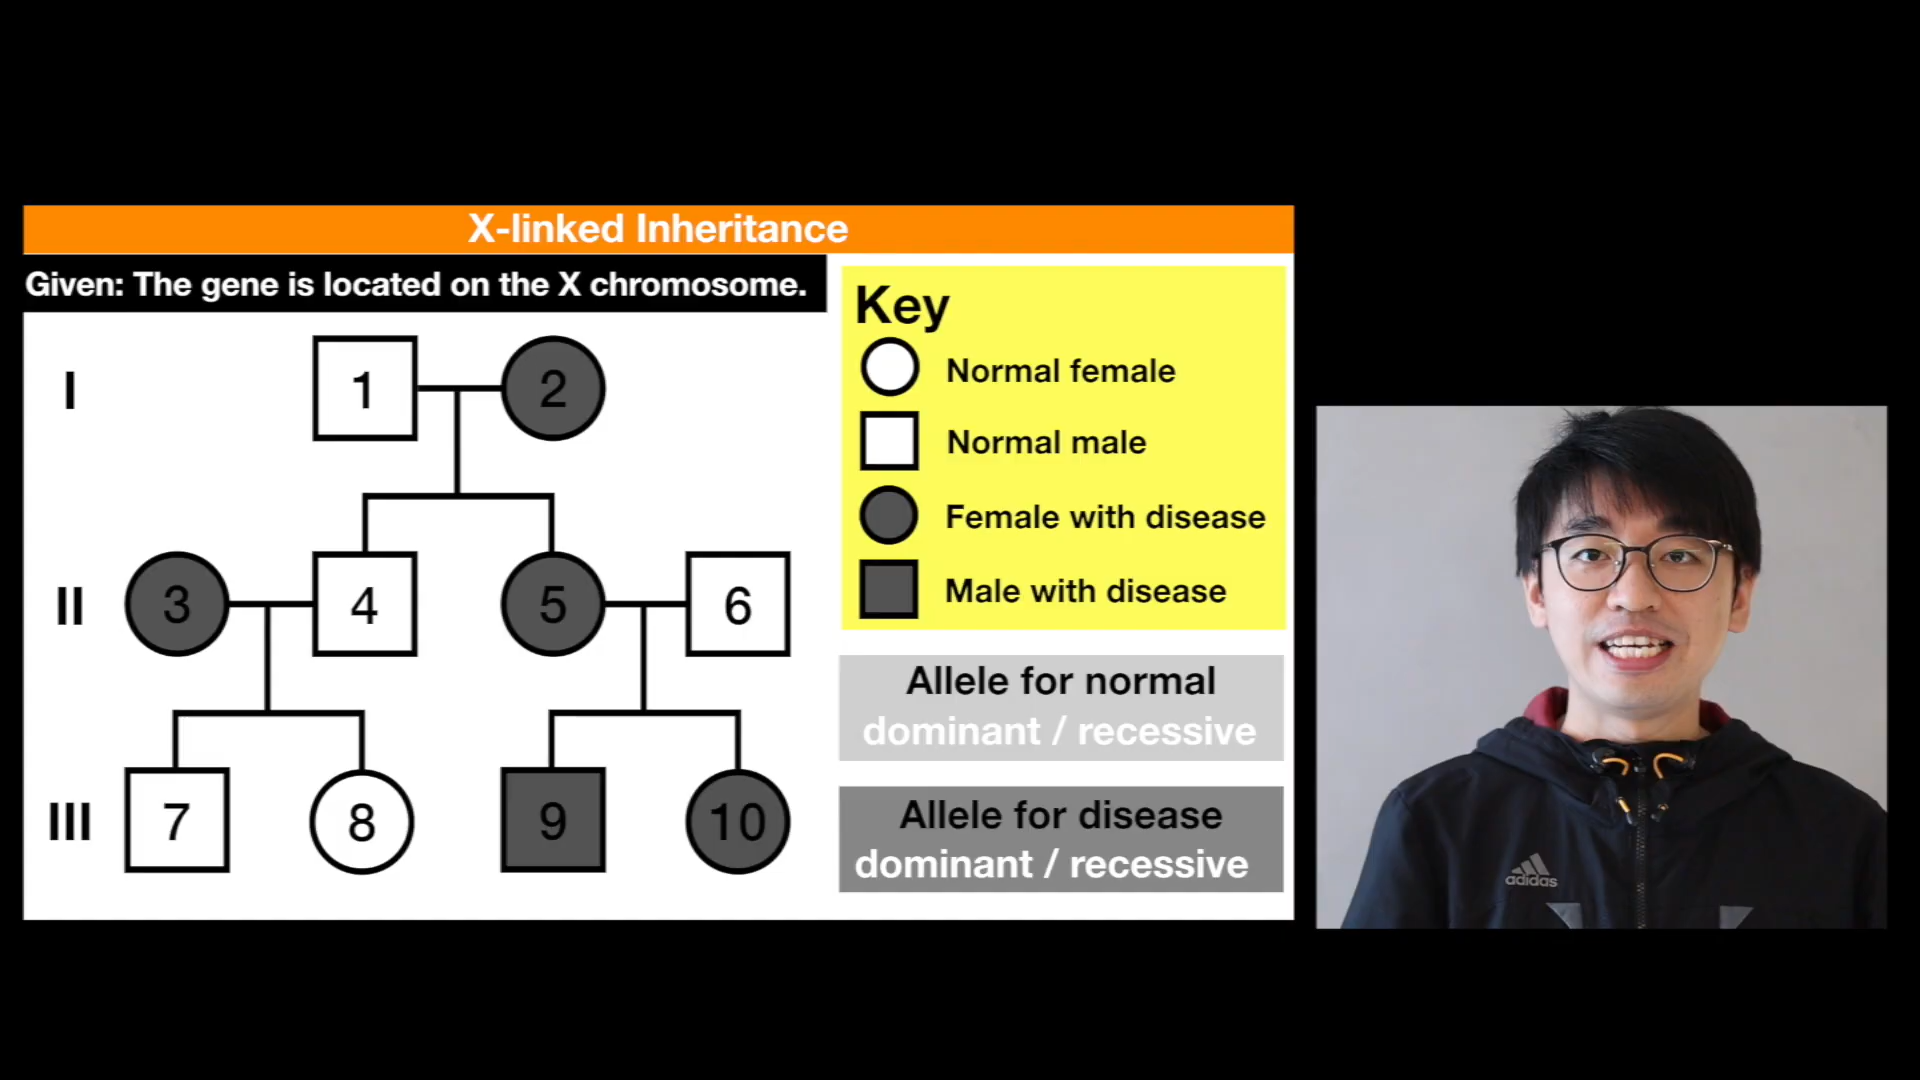 X-linked Inheritance
Given: The gene is located on the X chromosome.
Key
Normal female
Normal male
Female with disease
Male with disease
I
1
2
II
3
4
5
6
III
7
8
9
10
Allele for normal
dominant / recessive
Allele for disease
dominant / recessive
adidas